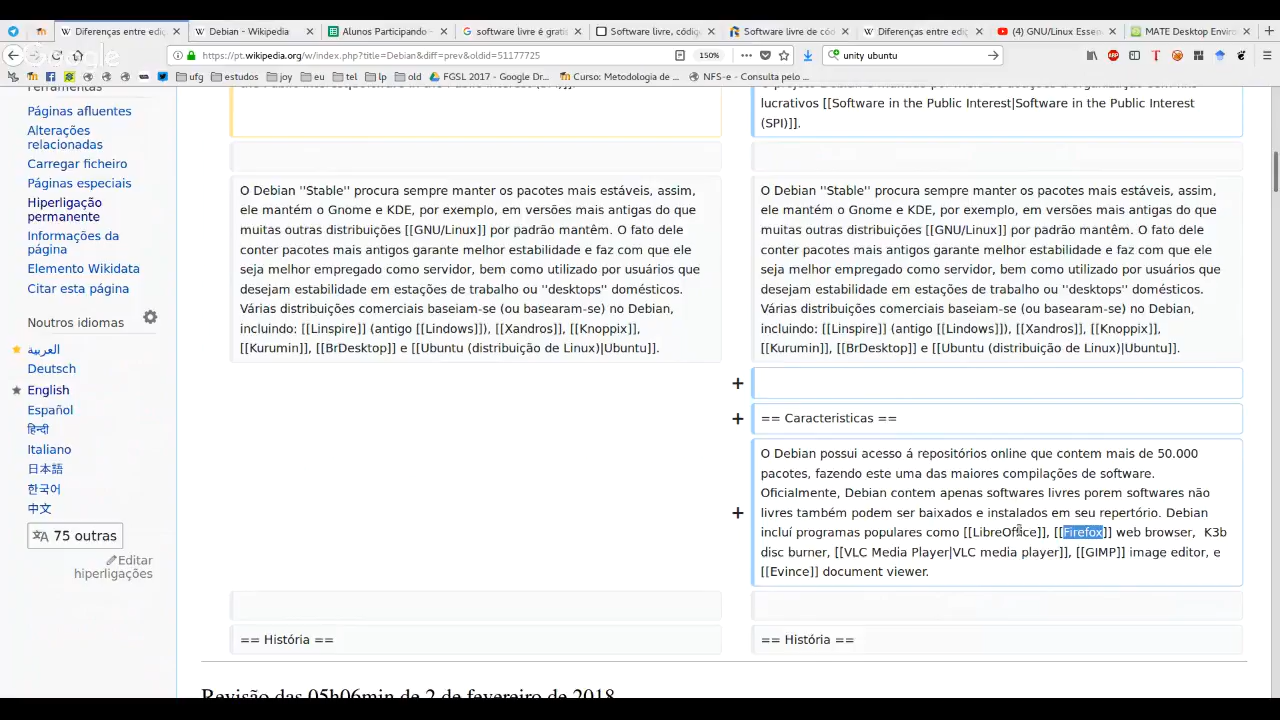 Diferenças entre ediç
Debian - Wikipedia
Alunos Participando
software livre é grátis
Software livre, código
Software livre de cód
Diferenças entre ediç
(4) GNU/Linux Essen
MATE Desktop Enviro
https://pt.wikipedia.org/w/index.php?title=Debian&diff=prev&oldid=51177725
150%
unity ubuntu
Google
ufg
estudos
joy
eu
tel
lp
old
FGSL 2017 - Google Dr...
Curso: Metodologia de ...
NFS-e - Consulta pelo ...
Ferramentas
Páginas afluentes
Alterações
relacionadas
Carregar ficheiro
Páginas especiais
Hiperligação
permanente
Informações da
página
Elemento Wikidata
Citar esta página
Noutros idiomas
العربية
Deutsch
English
Español
हिन्दी
Italiano
日本語
한국어
中文
75 outras
Editar
hiperligações
lucrativos [[Software in the Public Interest|Software in the Public Interest
(SPI)]].
O Debian ''Stable'' procura sempre manter os pacotes mais estáveis, assim,
ele mantém o Gnome e KDE, por exemplo, em versões mais antigas do que
muitas outras distribuições [[GNU/Linux]] por padrão mantêm. O fato dele
conter pacotes mais antigos garante melhor estabilidade e faz com que ele
seja melhor empregado como servidor, bem como utilizado por usuários que
desejam estabilidade em estações de trabalho ou ''desktops'' domésticos.
Várias distribuições comerciais baseiam-se (ou basearam-se) no Debian,
incluindo: [[Linspire]] (antigo [[Lindows]]), [[Xandros]], [[Knoppix]],
[[Kurumin]], [[BrDesktop]] e [[Ubuntu (distribuição de Linux)|Ubuntu]].
O Debian ''Stable'' procura sempre manter os pacotes mais estáveis, assim,
ele mantém o Gnome e KDE, por exemplo, em versões mais antigas do que
muitas outras distribuições [[GNU/Linux]] por padrão mantêm. O fato dele
conter pacotes mais antigos garante melhor estabilidade e faz com que ele
seja melhor empregado como servidor, bem como utilizado por usuários que
desejam estabilidade em estações de trabalho ou ''desktops'' domésticos.
Várias distribuições comerciais baseiam-se (ou basearam-se) no Debian,
incluindo: [[Linspire]] (antigo [[Lindows]]), [[Xandros]], [[Knoppix]],
[[Kurumin]], [[BrDesktop]] e [[Ubuntu (distribuição de Linux)|Ubuntu]].
+
+ == Caracteristicas ==
O Debian possui acesso á repositórios online que contem mais de 50.000
pacotes, fazendo este uma das maiores compilações de software.
Oficialmente, Debian contem apenas softwares livres porem softwares não
+ livres também podem ser baixados e instalados em seu repertório. Debian
incluí programas populares como [[LibreOffice]], [[Firefox]] web browser, K3b
disc burner, [[VLC Media Player|VLC media player]], [[GIMP]] image editor, e
[[Evince]] document viewer.
== História ==
== História ==
Revisão das 05h06min de 2 de fevereiro de 2018